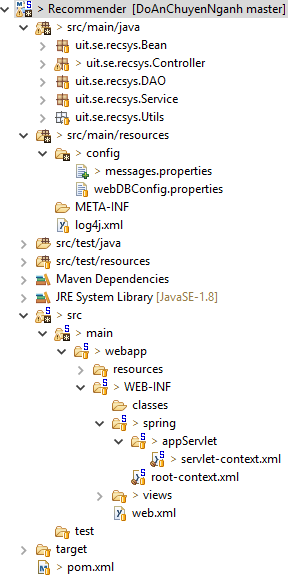 > Recommender [DoAnChuyenNganh master]
> src/main/java
uit.se.recsys.Bean
> uit.se.recsys.Controller
uit.se.recsys.DAO
uit.se.recsys.Service
uit.se.recsys.Utils
> src/main/resources
> config
> messages.properties
webDBConfig.properties
META-INF
log4j.xml
src/test/java
src/test/resources
Maven Dependencies
JRE System Library [JavaSE-1.8]
> src
> main
> webapp
resources
> WEB-INF
classes
> spring
> appServlet
> servlet-context.xml
root-context.xml
> views
web.xml
test
target
> pom.xml